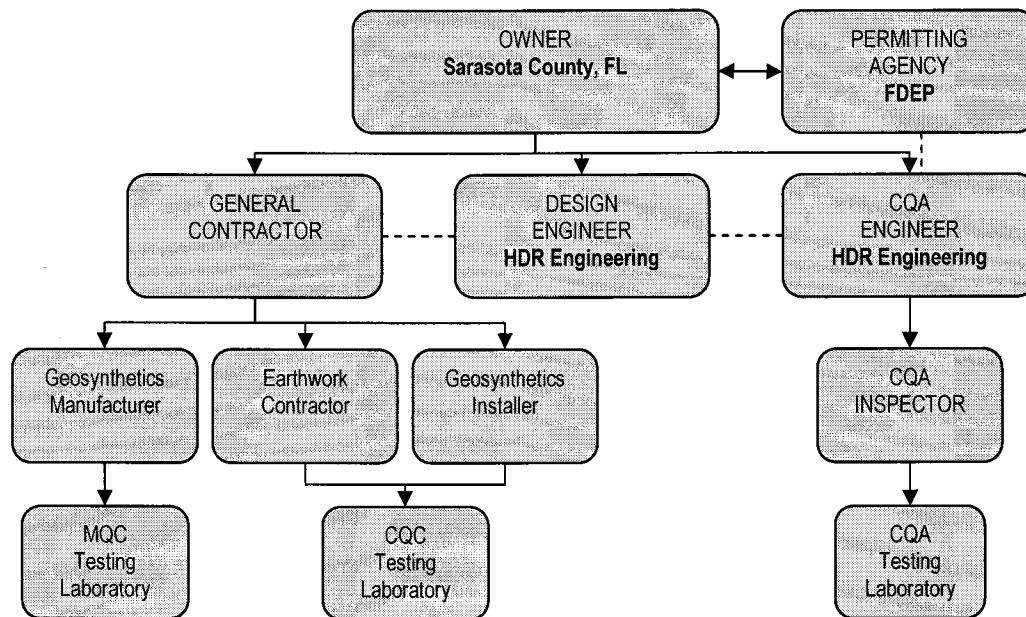 OWNER
Sarasota County, FL
PERMITTING
AGENCY
FDEP
GENERAL
CONTRACTOR
DESIGN
ENGINEER
HDR Engineering
CQA
ENGINEER
HDR Engineering
Geosynthetics
Manufacturer
Earthwork
Contractor
Geosynthetics
Installer
CQA
INSPECTOR
MQC
Testing
Laboratory
CQC
Testing
Laboratory
CQA
Testing
Laboratory